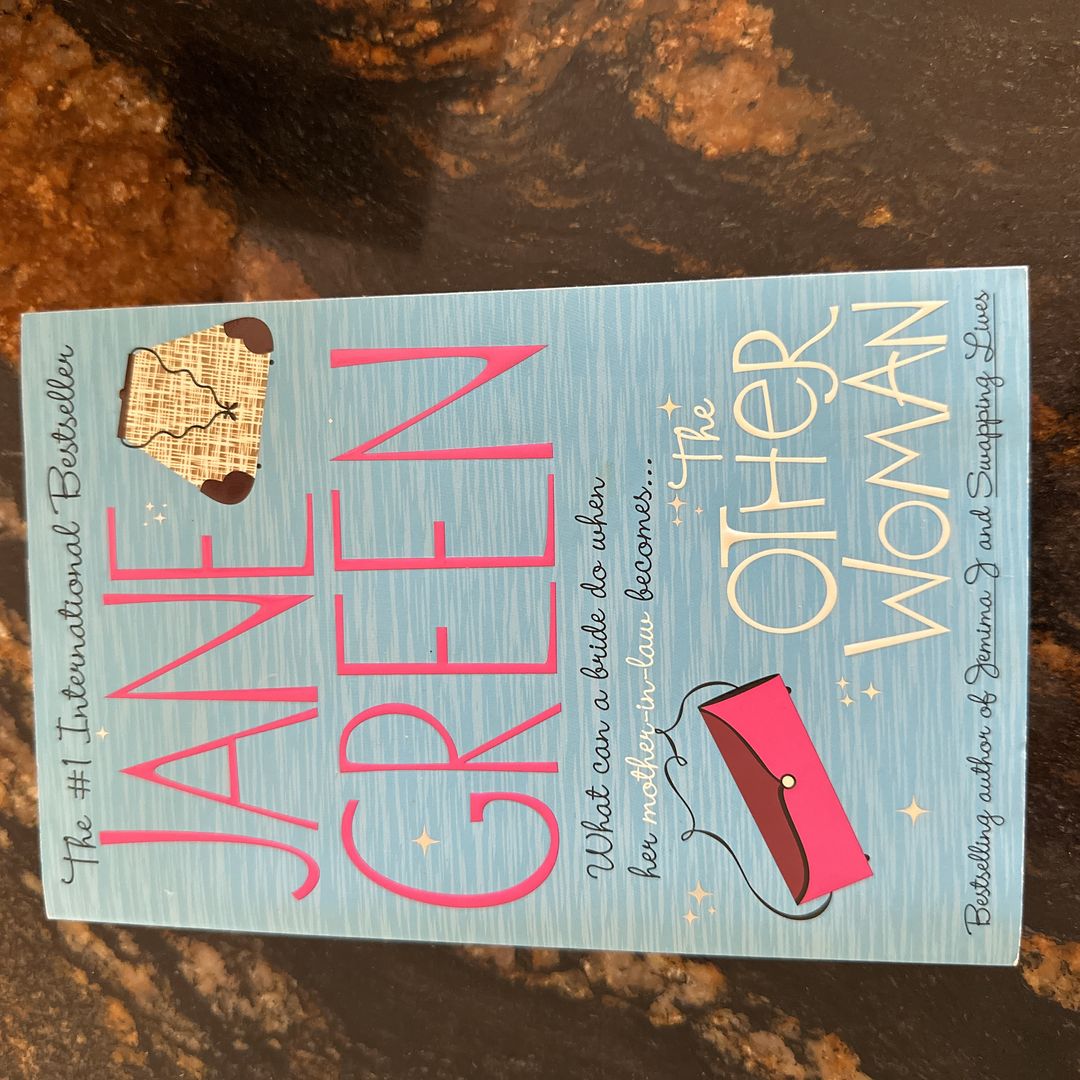 The #1 International Bestseller
JANE
GREEN
What can a bride do when
her mother-in-law becomes...
The
OTHER
WOMAN
Bestselling author of Jemima J and Swapping Lives